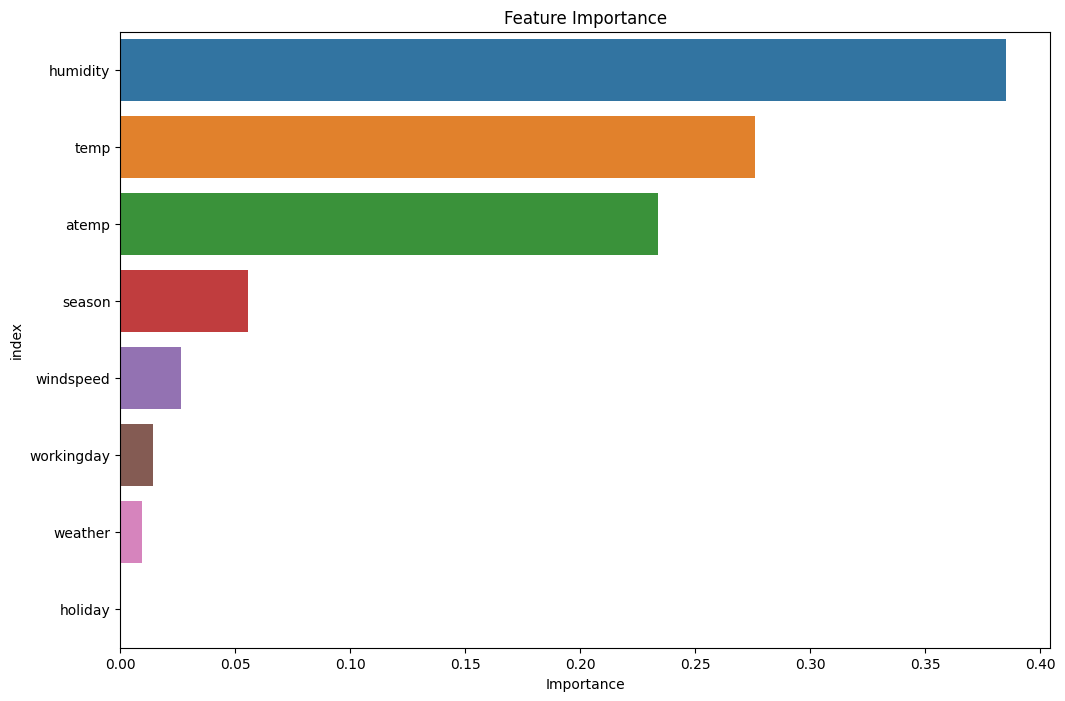 Feature Importance
humidity
temp
atemp
season
windspeed
workingday
weather
holiday
index
0.00 0.05 0.10 0.15 0.20 0.25 0.30 0.35 0.40
Importance